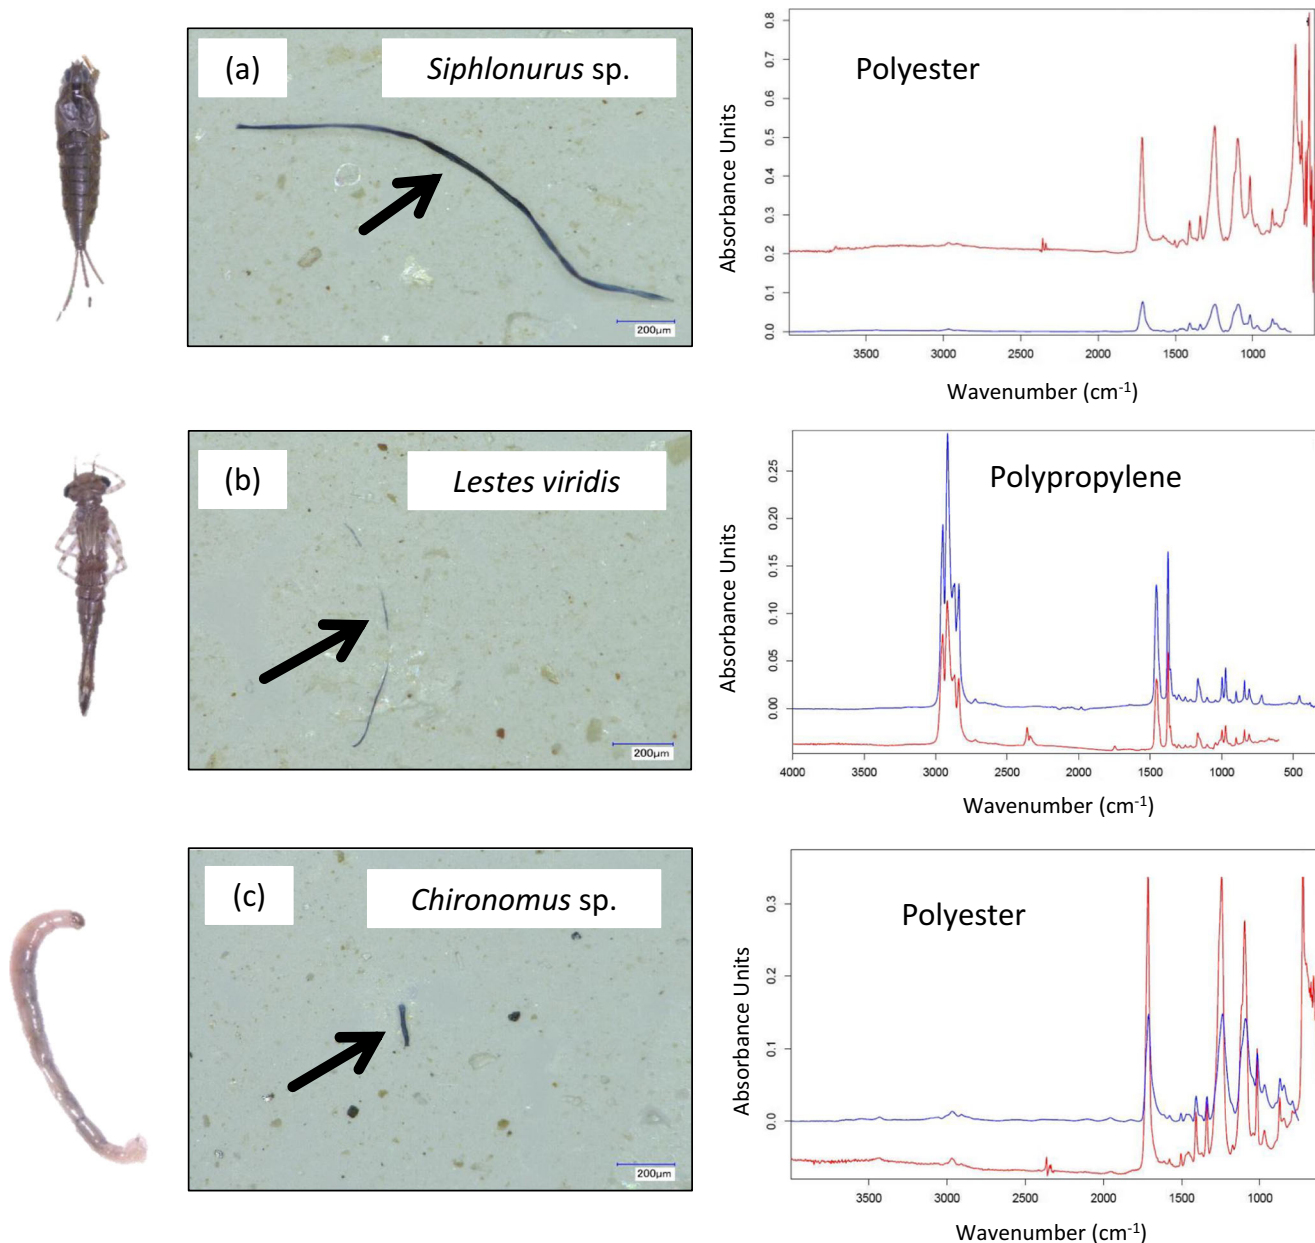 (a)
Siphlonurus sp.
200µm
Polyester
Absorbance Units
0.8
0.7
0.6
0.5
0.4
0.3
0.2
0.1
0.0
3500 3000 2500 2000 1500 1000
Wavenumber (cm-1)
(b)
Lestes viridis
200µm
Polypropylene
Absorbance Units
0.25
0.20
0.15
0.10
0.05
0.00
4000 3500 3000 2500 2000 1500 1000 500
Wavenumber (cm-1)
(c)
Chironomus sp.
200µm
Polyester
Absorbance Units
0.3
0.2
0.1
0.0
3500 3000 2500 2000 1500 1000
Wavenumber (cm-1)